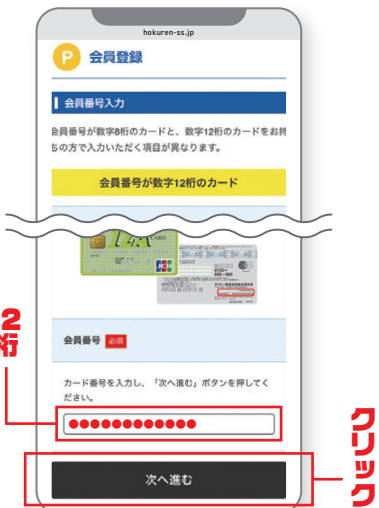 hokuren-ss.jp
P 会員登録
会員番号入力
会員番号が数字8桁のカードと、数字12桁のカードをお持
ちの方で入力いただく項目が異なります。
会員番号が数字12桁のカード
CARD
JCB
会員番号 必須
カード番号を入力し、「次へ進む」ボタンを押してく
ださい。
2
桁
●●●●●●●●●●●●
次へ進む
クリック